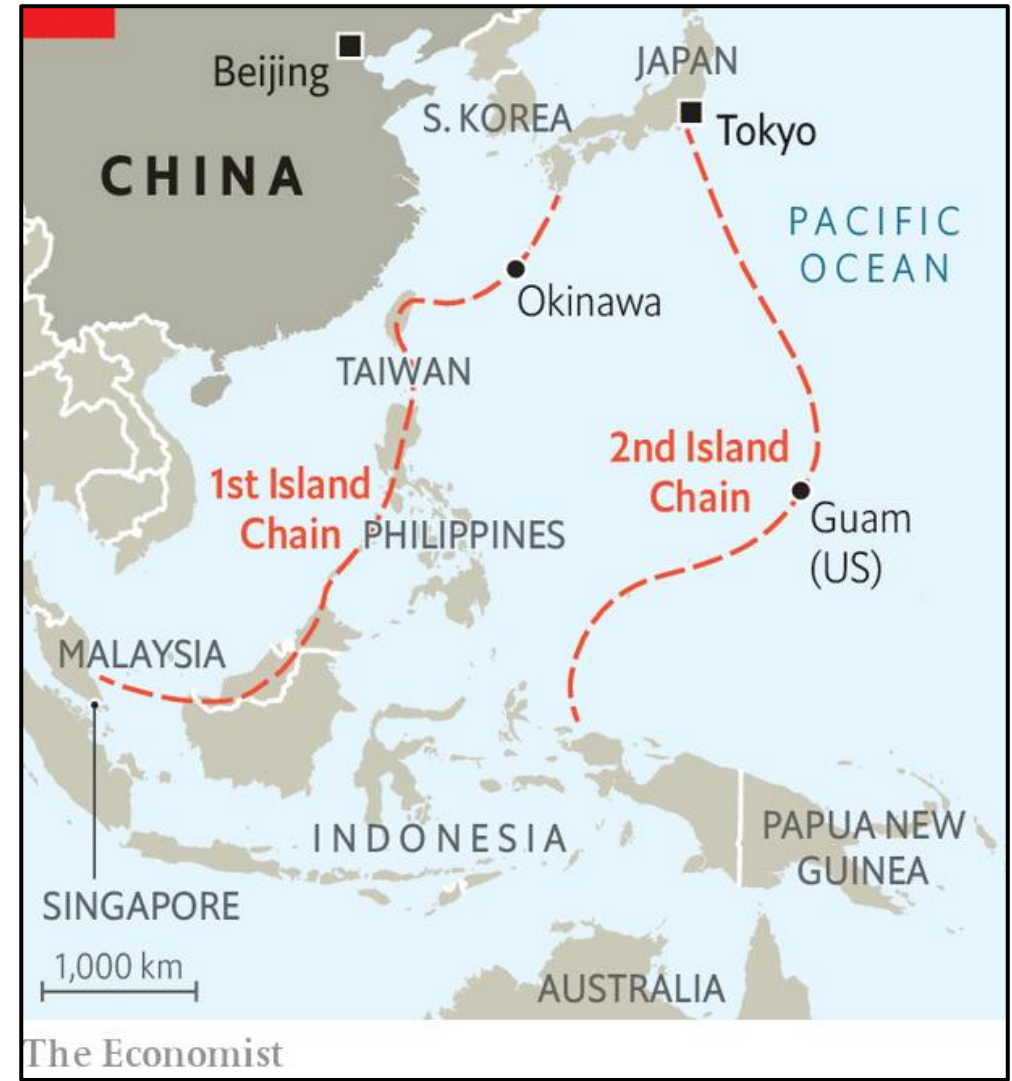 JAPAN
Beijing
S. KOREA
Tokyo
CHINA
PACIFIC
OCEAN
Okinawa
TAIWAN
1st Island
Chain
2nd Island
Chain
PHILIPPINES
Guam
(US)
MALAYSIA
INDONESIA
PAPUA NEW
GUINEA
SINGAPORE
1,000 km
AUSTRALIA
The Economist